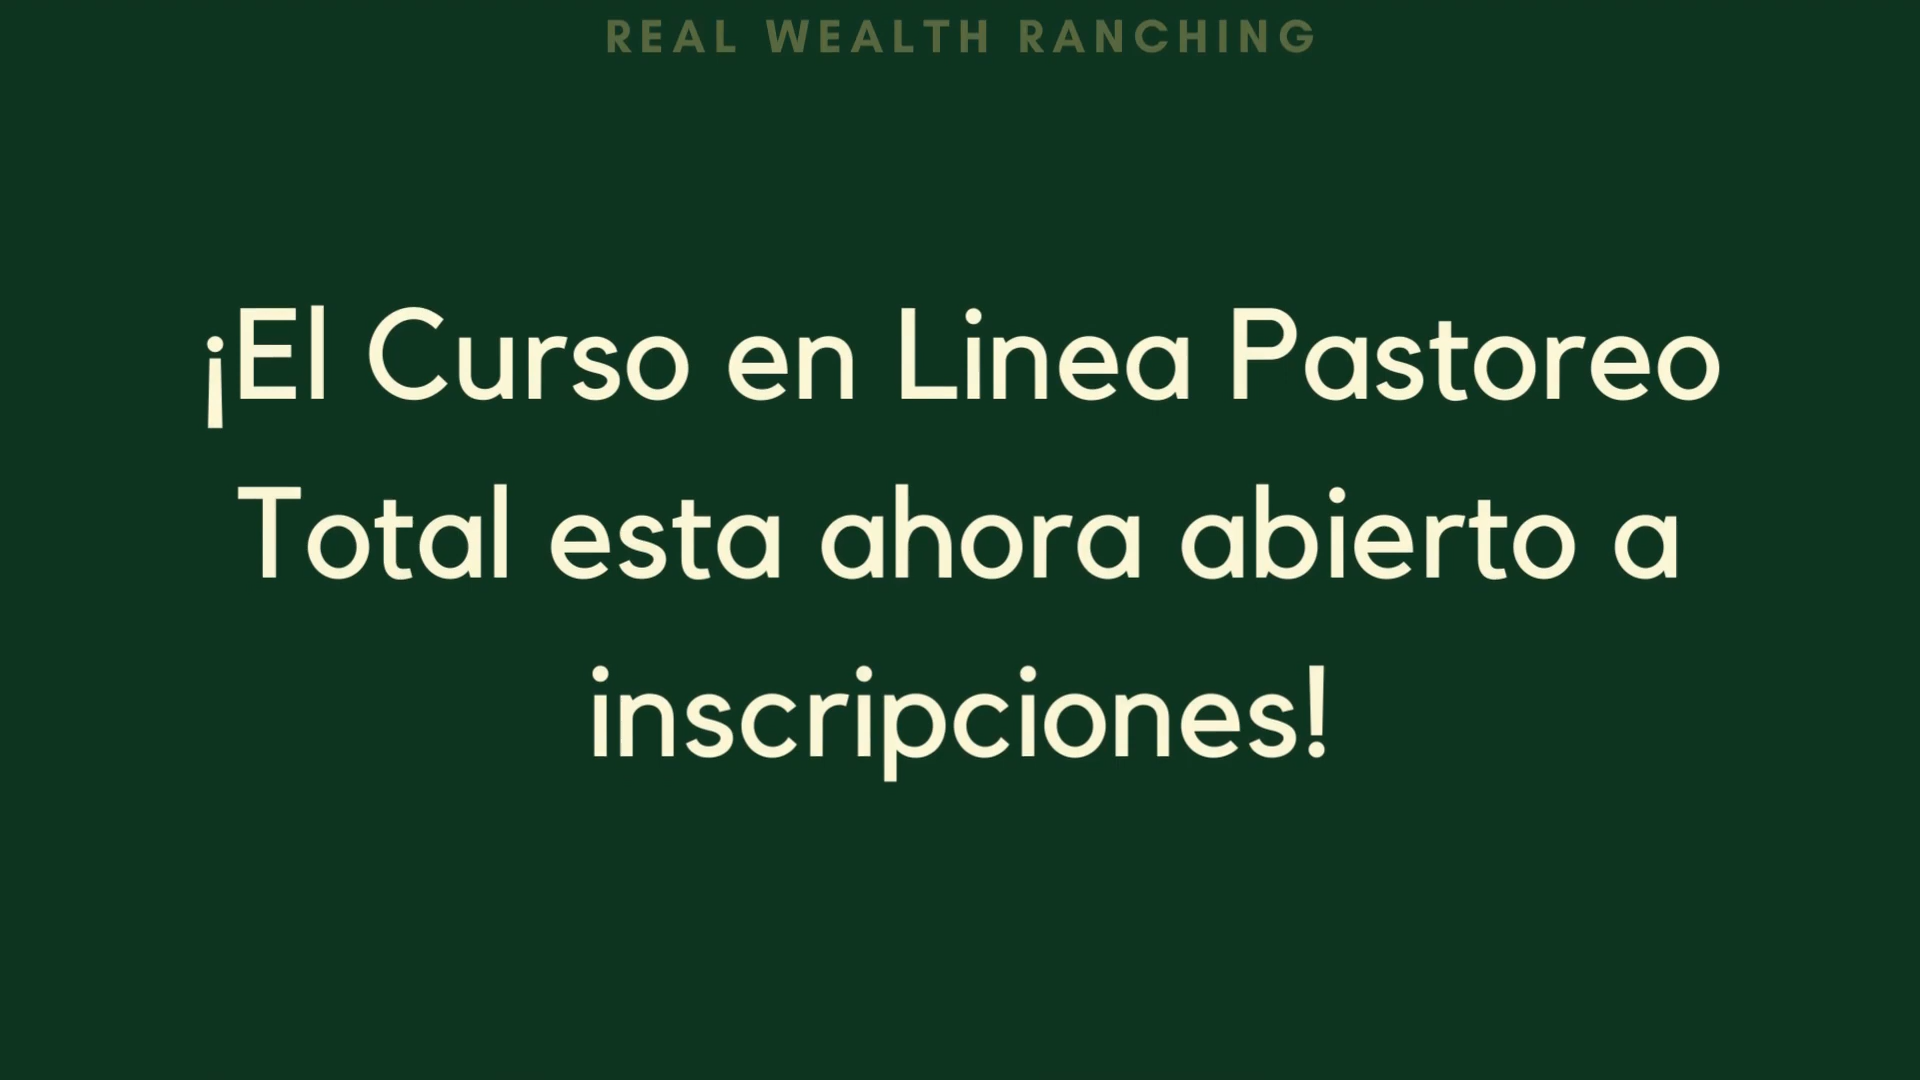 REAL WEALTH RANCHING
¡El Curso en Linea Pastoreo
Total esta ahora abierto a
inscripciones!